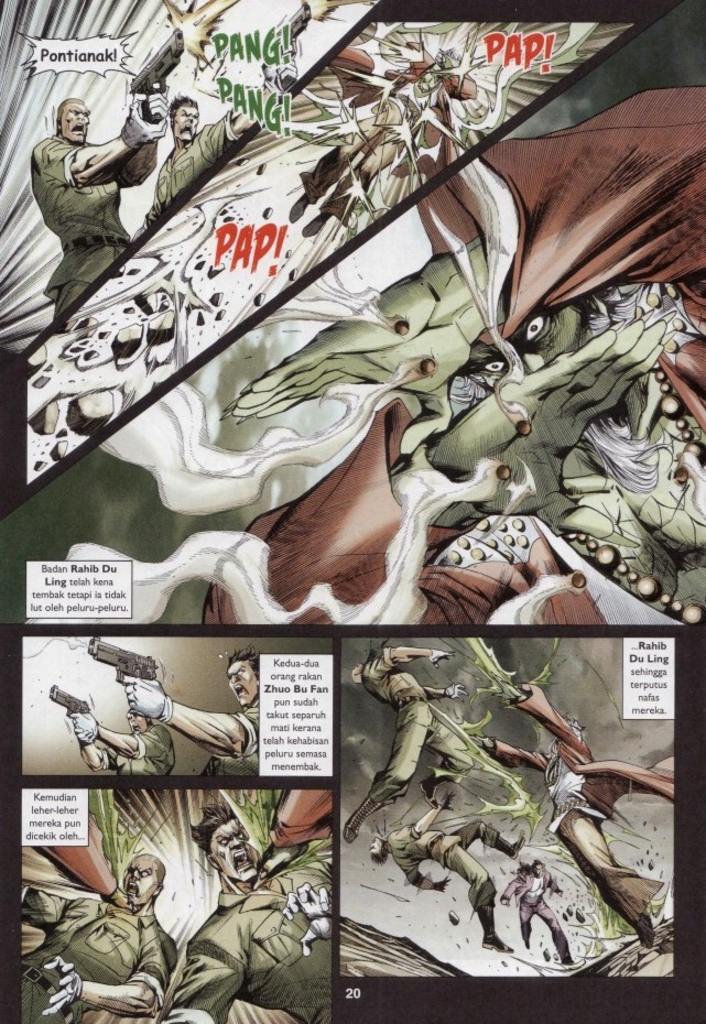 Pontianak!
PANG!
PANG!
PAP!
PAP!
Badan Rahib Du
Ling telah kena
tembak tetapi ia tidak
lut oleh peluru-peluru.
Kedua-dua
orang rakan
Zhuo Bu Fan
pun sudah
takut separuh
mati kerana
telah kehabisan
peluru semasa
menembak.
Kemudian
leher-leher
mereka pun
dicekik oleh...
...Rahib
Du Ling
sehingga
terputus
nafas
mereka.
20